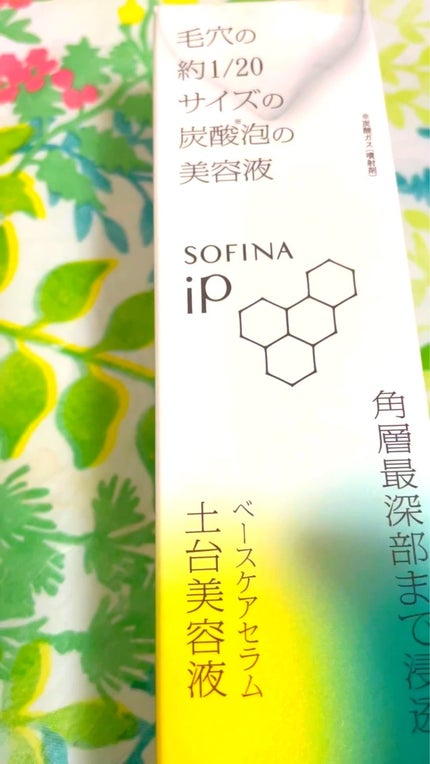 毛穴の
約1/20
サイズの
炭酸※泡の
美容液
※炭酸ガス(噴射剤)
SOFINA
iP
角層最深部まで浸透
ベースケアセラム
土台美容液